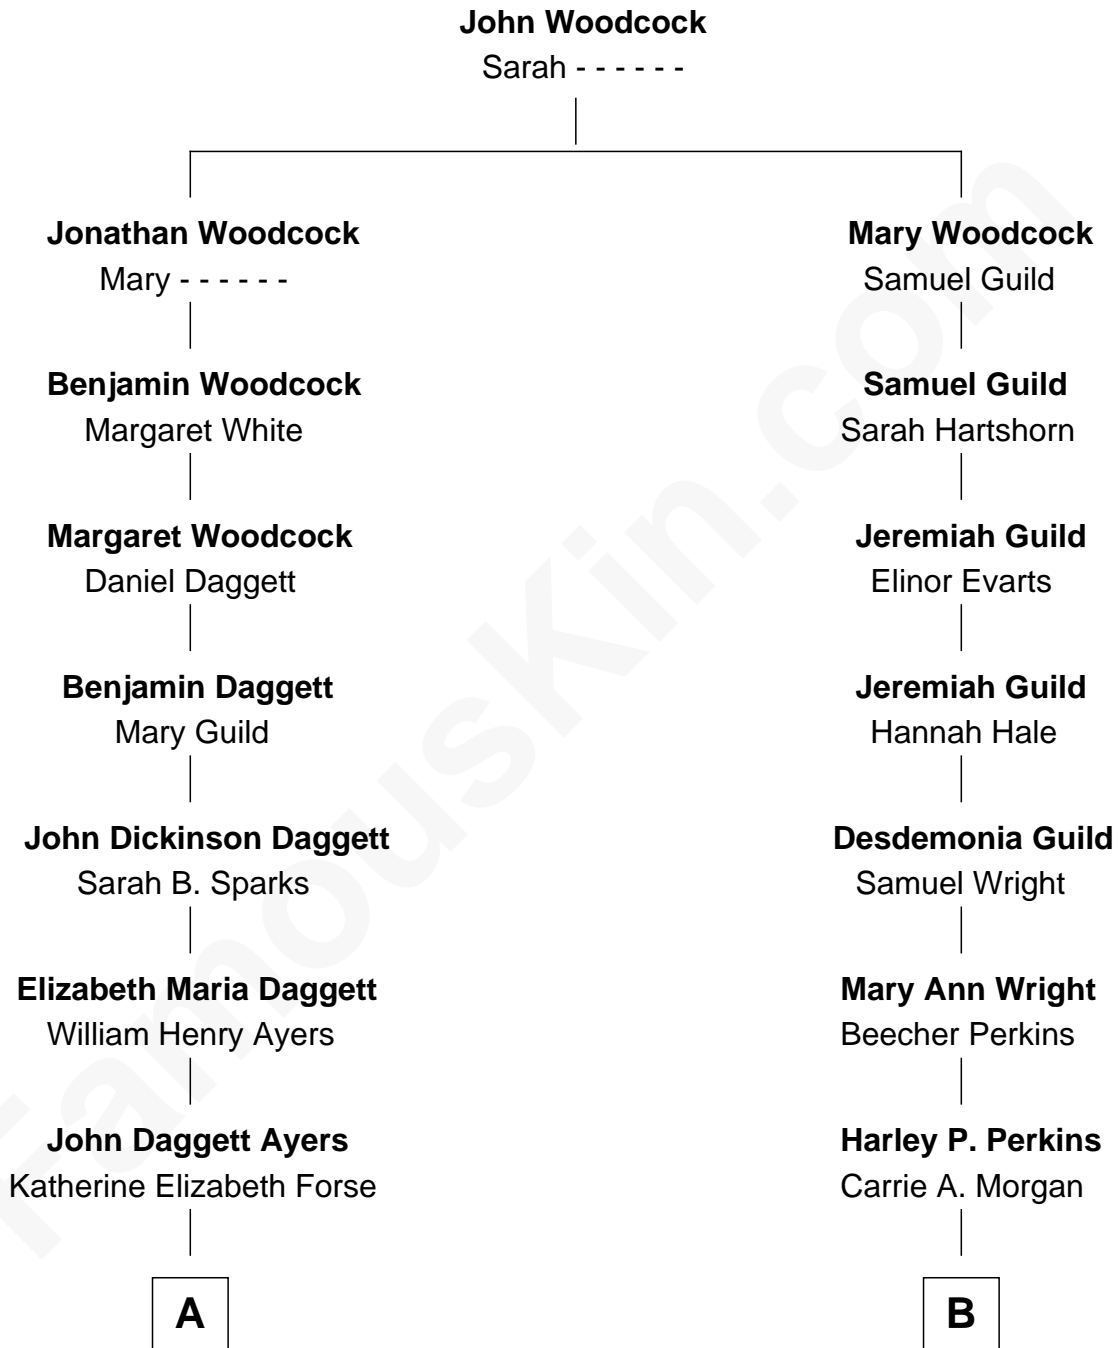 John Woodcock
Sarah - - - - - -
Jonathan Woodcock
Mary - - - - - -
Benjamin Woodcock
Margaret White
Margaret Woodcock
Daniel Daggett
Benjamin Daggett
Mary Guild
John Dickinson Daggett
Sarah B. Sparks
Elizabeth Maria Daggett
William Henry Ayers
John Daggett Ayers
Katherine Elizabeth Forse
A
Mary Woodcock
Samuel Guild
Samuel Guild
Sarah Hartshorn
Jeremiah Guild
Elinor Evarts
Jeremiah Guild
Hannah Hale
Desdemonia Guild
Samuel Wright
Mary Ann Wright
Beecher Perkins
Harley P. Perkins
Carrie A. Morgan
B
FamousKin.com